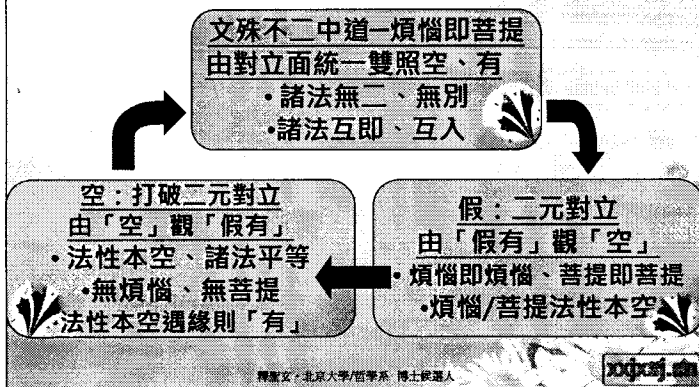 文殊不二中道─煩惱即菩提
由對立面統一雙照空、有
•諸法無二、無別
•諸法互即、互入
空：打破二元對立
由「空」觀「假有」
•法性本空、諸法平等
•無煩惱、無菩提
•法性本空遇緣則「有」
假：二元對立
由「假有」觀「空」
•煩惱即煩惱、菩提即菩提
•煩惱/菩提法性本空
釋聖玄‧北京大學/哲學系 博士候選人